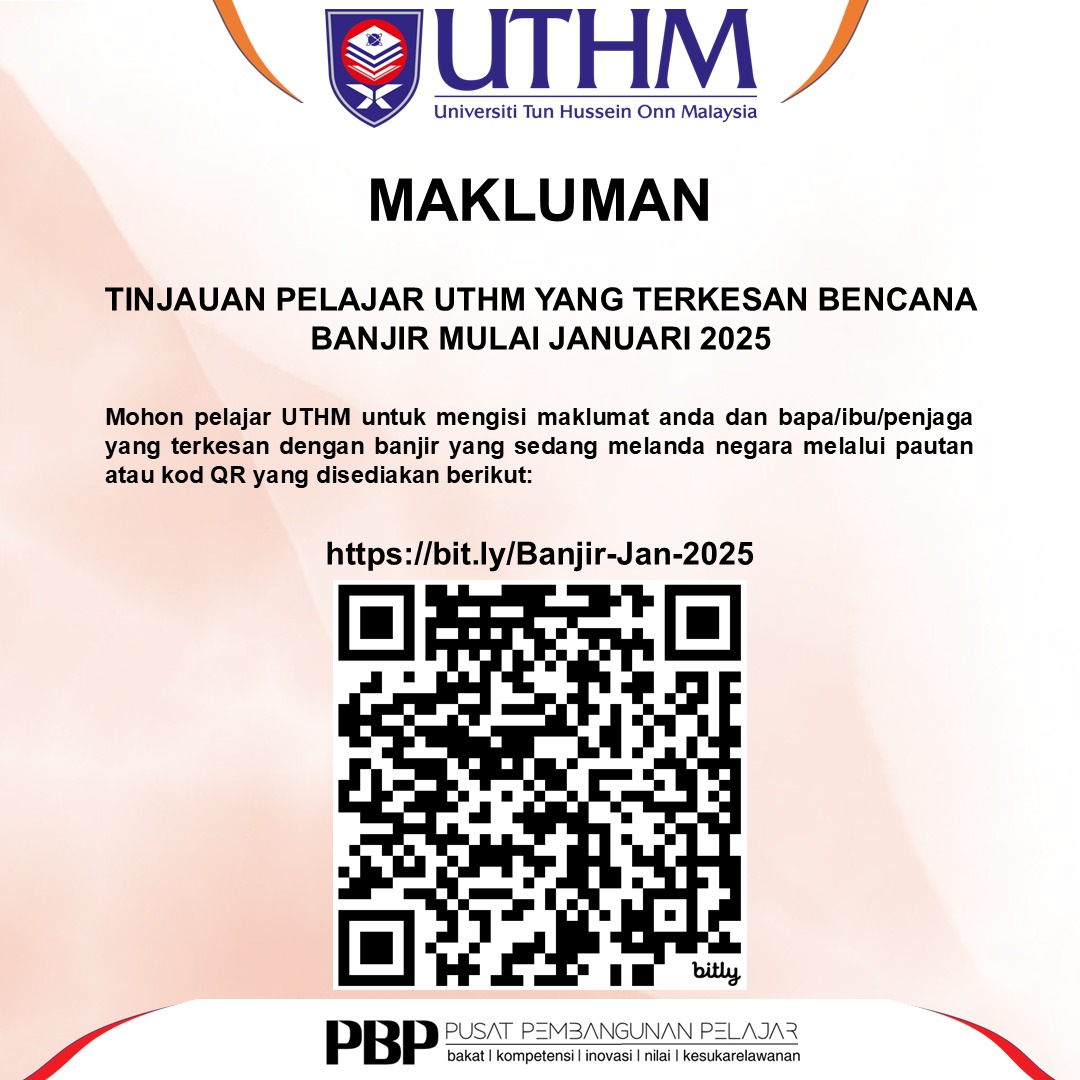 UTHM
Universiti Tun Hussein Onn Malaysia
MAKLUMAN
TINJAUAN PELAJAR UTHM YANG TERKESAN BENCANA
BANJIR MULAI JANUARI 2025
Mohon pelajar UTHM untuk mengisi maklumat anda dan bapa/ibu/penjaga
yang terkesan dengan banjir yang sedang melanda negara melalui pautan
atau kod QR yang disediakan berikut:
https://bit.ly/Banjir-Jan-2025
bitly
PBP PUSAT PEMBANGUNAN PELAJAR
bakat | kompetensi | inovasi | nilai | kesukarelawanan